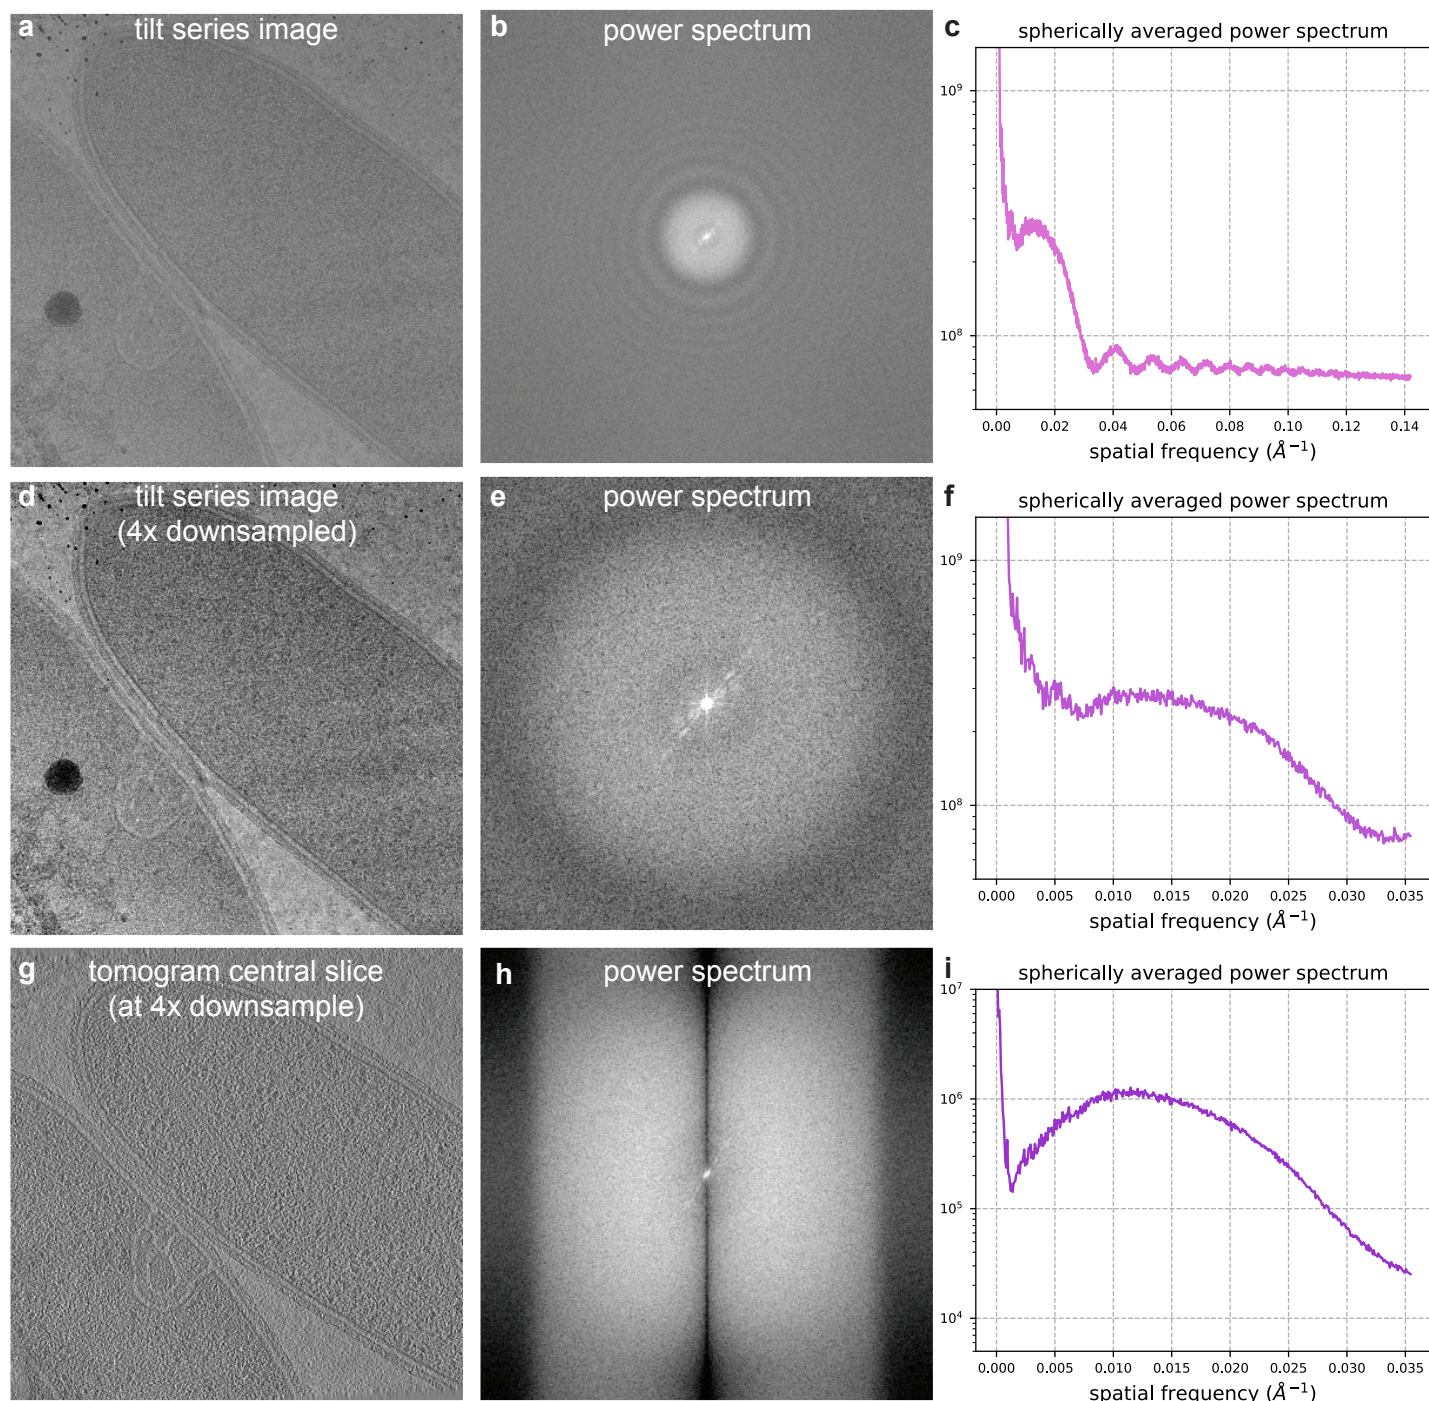 a
tilt series image
b
power spectrum
c
spherically averaged power spectrum
10⁹
10⁸
0.00 0.02 0.04 0.06 0.08 0.10 0.12 0.14
spatial frequency (Å⁻¹)
d
tilt series image
(4x downsampled)
e
power spectrum
f
spherically averaged power spectrum
10⁹
10⁸
0.000 0.005 0.010 0.015 0.020 0.025 0.030 0.035
spatial frequency (Å⁻¹)
g
tomogram central slice
(at 4x downsample)
h
power spectrum
i
spherically averaged power spectrum
10⁷
10⁶
10⁵
10⁴
0.000 0.005 0.010 0.015 0.020 0.025 0.030 0.035
spatial frequency (Å⁻¹)